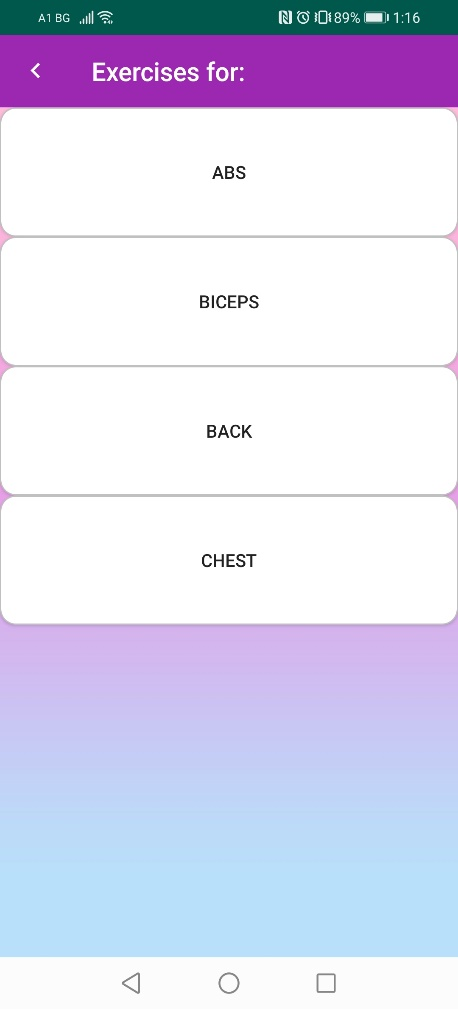 A1 BG 89% 1:16
Exercises for:
ABS
BICEPS
BACK
CHEST